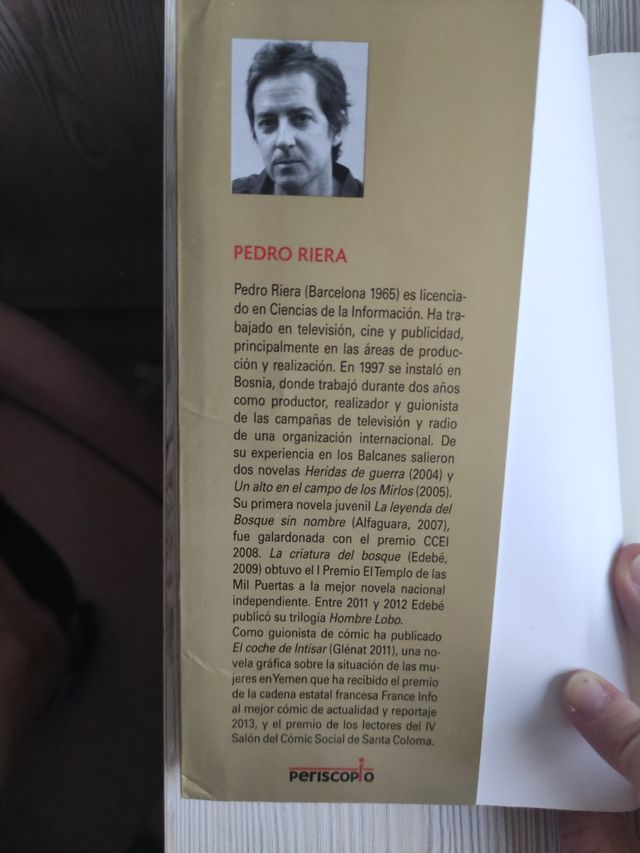 PEDRO RIERA
Pedro Riera (Barcelona 1965) es licencia-
do en Ciencias de la Información. Ha tra-
bajado en televisión, cine y publicidad,
principalmente en las áreas de produc-
ción y realización. En 1997 se instaló en
Bosnia, donde trabajó durante dos años
como productor, realizador y guionista
de las campañas de televisión y radio
de una organización internacional. De
su experiencia en los Balcanes salieron
dos novelas Heridas de guerra (2004) y
Un alto en el campo de los Mirlos (2005).
Su primera novela juvenil La leyenda del
Bosque sin nombre (Alfaguara, 2007),
fue galardonada con el premio CCEI
2008. La criatura del bosque (Edebé,
2009) obtuvo el I Premio El Templo de las
Mil Puertas a la mejor novela nacional
independiente. Entre 2011 y 2012 Edebé
publicó su trilogía Hombre Lobo.
Como guionista de cómic ha publicado
El coche de Intisar (Glénat 2011), una no-
vela gráfica sobre la situación de las mu-
jeres en Yemen que ha recibido el premio
de la cadena estatal francesa France Info
al mejor cómic de actualidad y reportaje
2013, y el premio de los lectores del IV
Salón del Cómic Social de Santa Coloma.
periscopio